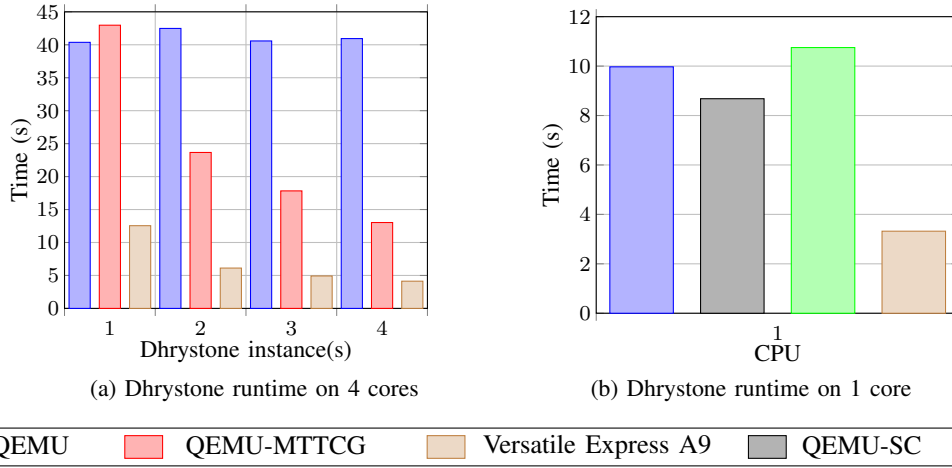 45
40
35
30
25
20
15
10
5
0
Time (s)
1 2 3 4
Dhrystone instance(s)
(a) Dhrystone runtime on 4 cores
12
10
8
6
4
2
0
Time (s)
1
CPU
(b) Dhrystone runtime on 1 core
QEMU QEMU-MTTCG Versatile Express A9 QEMU-SC